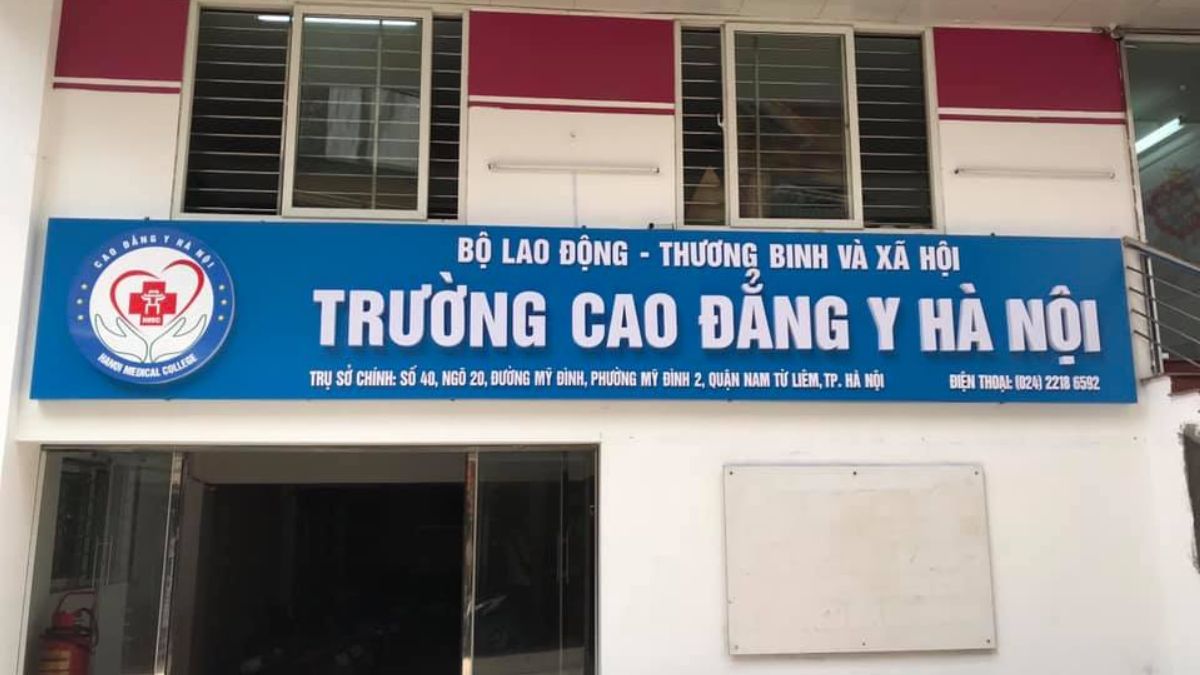 CAO ĐẲNG Y HÀ NỘI
HMC
HANOI MEDICAL COLLEGE
BỘ LAO ĐỘNG - THƯƠNG BINH VÀ XÃ HỘI
TRƯỜNG CAO ĐẲNG Y HÀ NỘI
TRỤ SỞ CHÍNH: SỐ 40, NGÕ 20, ĐƯỜNG MỸ ĐÌNH, PHƯỜNG MỸ ĐÌNH 2, QUẬN NAM TỪ LIÊM, TP. HÀ NỘI ĐIỆN THOẠI: (024) 2218 6592